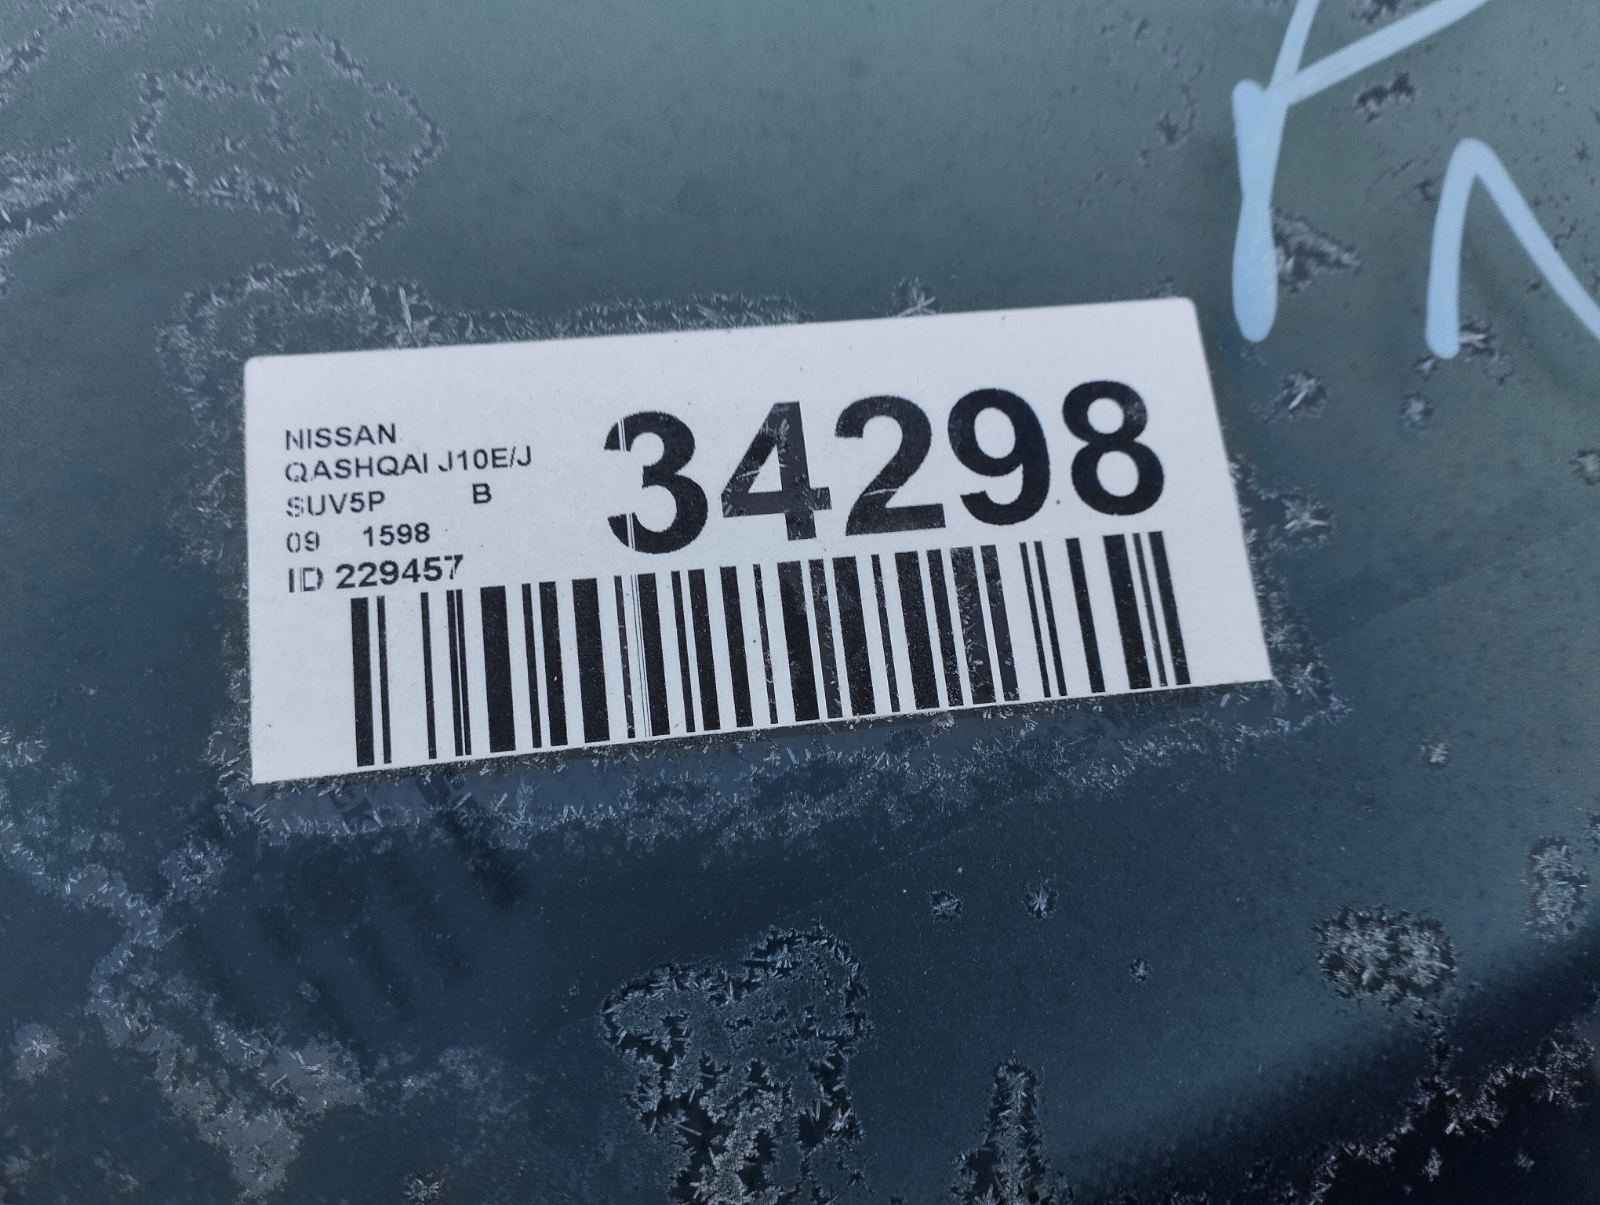 NISSAN
QASHQAI J10E/J
SUV5P B
09 1598
ID 229457
34298